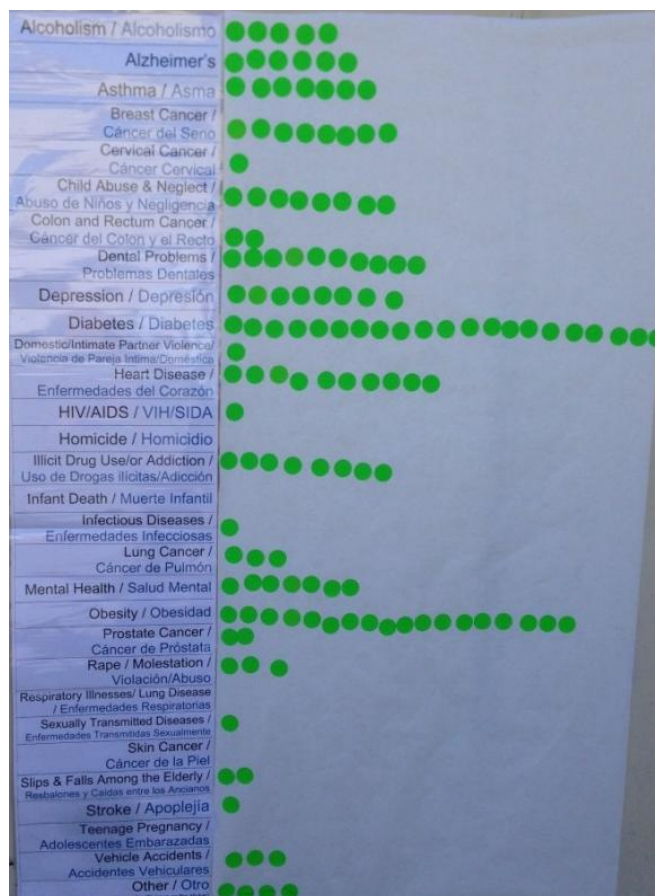 Alcoholism / Alcoholismo
Alzheimer's
Asthma / Asma
Breast Cancer /
Cáncer del Seno
Cervical Cancer /
Cáncer Cervical
Child Abuse & Neglect /
Abuso de Niños y Negligencia
Colon and Rectum Cancer /
Cáncer del Colon y el Recto
Dental Problems /
Problemas Dentales
Depression / Depresión
Diabetes / Diabetes
Domestic/Intimate Partner Violence/
Violencia de Pareja Intima/Doméstica
Heart Disease /
Enfermedades del Corazón
HIV/AIDS / VIH/SIDA
Homicide / Homicidio
Illicit Drug Use/or Addiction /
Uso de Drogas ilícitas/Adicción
Infant Death / Muerte Infantil
Infectious Diseases /
Enfermedades Infecciosas
Lung Cancer /
Cáncer de Pulmón
Mental Health / Salud Mental
Obesity / Obesidad
Prostate Cancer /
Cáncer de Próstata
Rape / Molestation /
Violación/Abuso
Respiratory Illnesses/ Lung Disease
/ Enfermedades Respiratorias
Sexually Transmitted Diseases /
Enfermedades Transmitidas Sexualmente
Skin Cancer /
Cáncer de la Piel
Slips & Falls Among the Elderly /
Resbalones y Caídas entre los Ancianos
Stroke / Apoplejía
Teenage Pregnancy /
Adolescentes Embarazadas
Vehicle Accidents /
Accidentes Vehiculares
Other / Otro